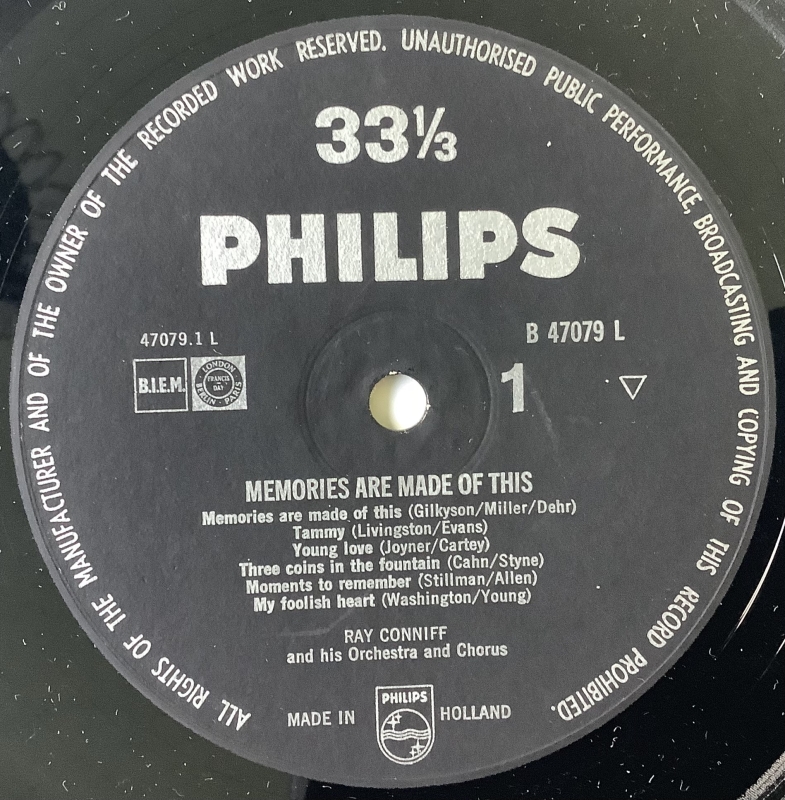 ALL RIGHTS OF THE MANUFACTURER AND OF THE OWNER OF THE RECORDED WORK RESERVED. UNAUTHORISED PUBLIC PERFORMANCE, BROADCASTING AND COPYING OF THIS RECORD PROHIBITED.
33⅓
PHILIPS
47079.1 L
B 47079 L
B.I.E.M.
LONDON
FRANCIS
DAY
BERLIN - PARIS
1
▽
MEMORIES ARE MADE OF THIS
Memories are made of this (Gilkyson/Miller/Dehr)
Tammy (Livingston/Evans)
Young love (Joyner/Cartey)
Three coins in the fountain (Cahn/Styne)
Moments to remember (Stillman/Allen)
My foolish heart (Washington/Young)
RAY CONNIFF
and his Orchestra and Chorus
MADE IN
PHILIPS
HOLLAND